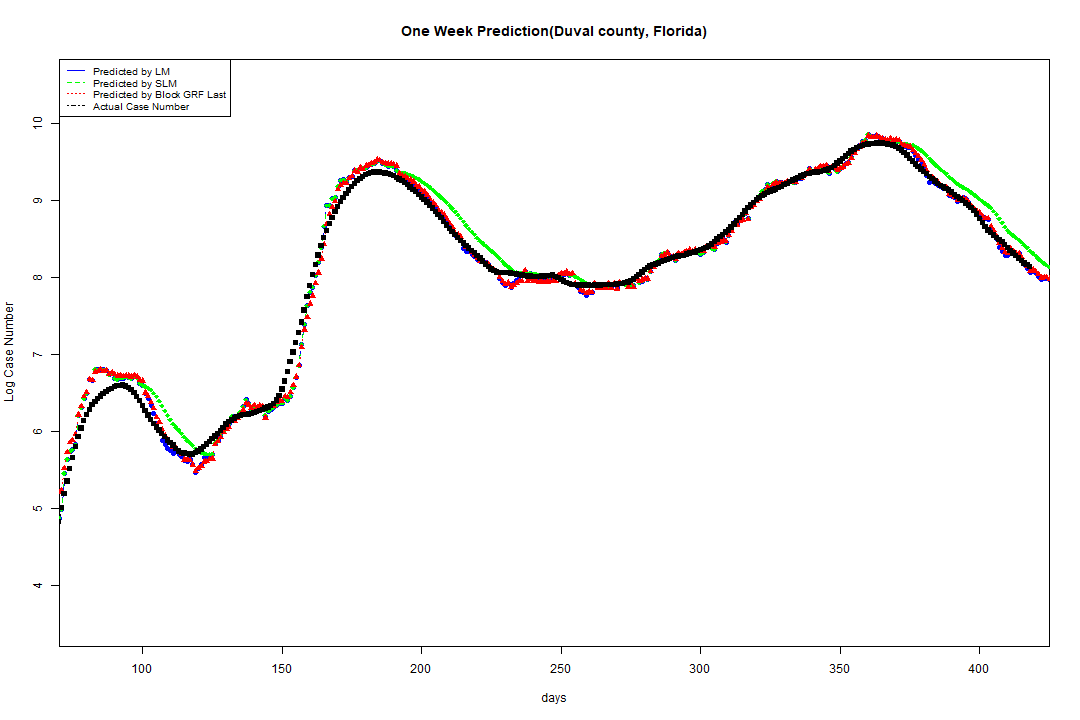 One Week Prediction(Duval county, Florida)
Predicted by LM
Predicted by SLM
Predicted by Block GRF Last
Actual Case Number
Log Case Number
10
9
8
7
6
5
4
100 150 200 250 300 350 400
days